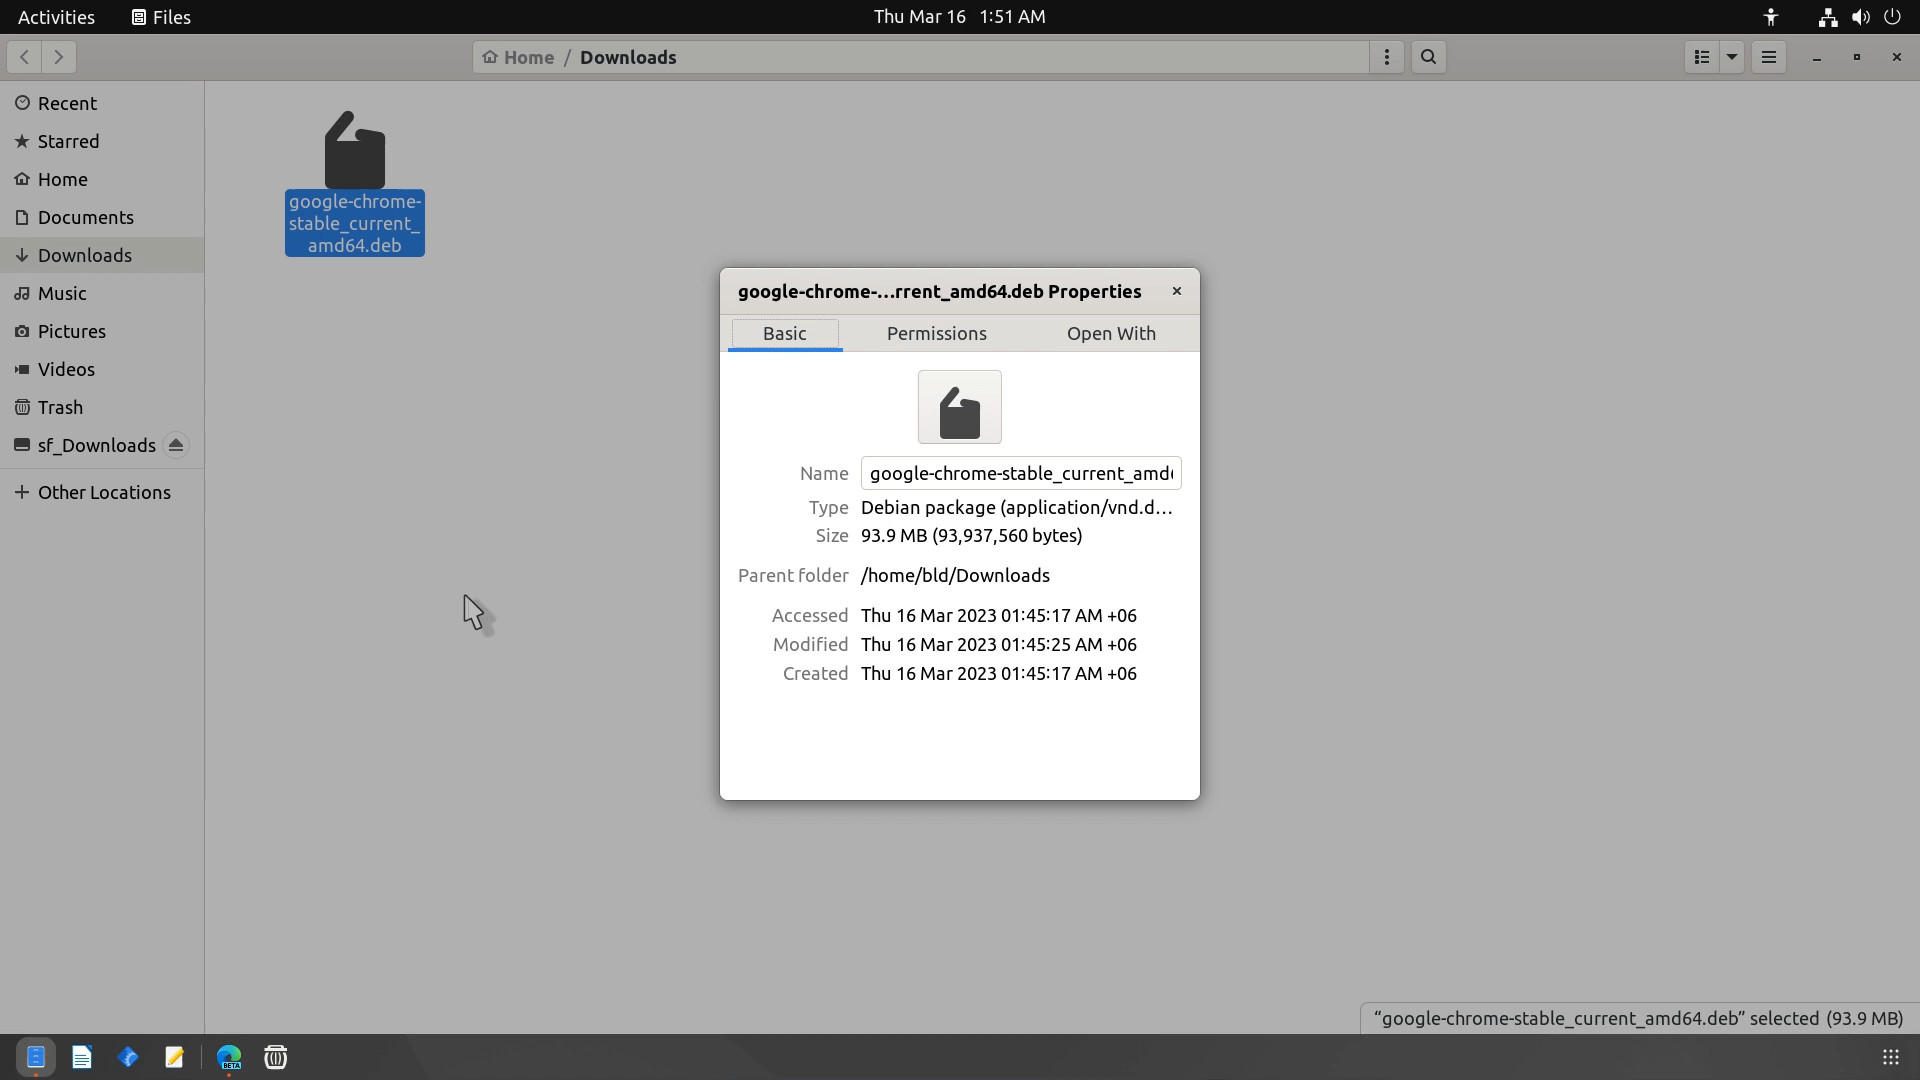 Activities
Files
Thu Mar 16 1:51 AM
Home / Downloads
Recent
Starred
Home
Documents
Downloads
Music
Pictures
Videos
Trash
sf_Downloads
Other Locations
google-chrome-
stable_current_
amd64.deb
google-chrome-...rrent_amd64.deb Properties
Basic
Permissions
Open With
Name google-chrome-stable_current_amd
Type Debian package (application/vnd.d...
Size 93.9 MB (93,937,560 bytes)
Parent folder /home/bld/Downloads
Accessed Thu 16 Mar 2023 01:45:17 AM +06
Modified Thu 16 Mar 2023 01:45:25 AM +06
Created Thu 16 Mar 2023 01:45:17 AM +06
“google-chrome-stable_current_amd64.deb” selected (93.9 MB)
BETA